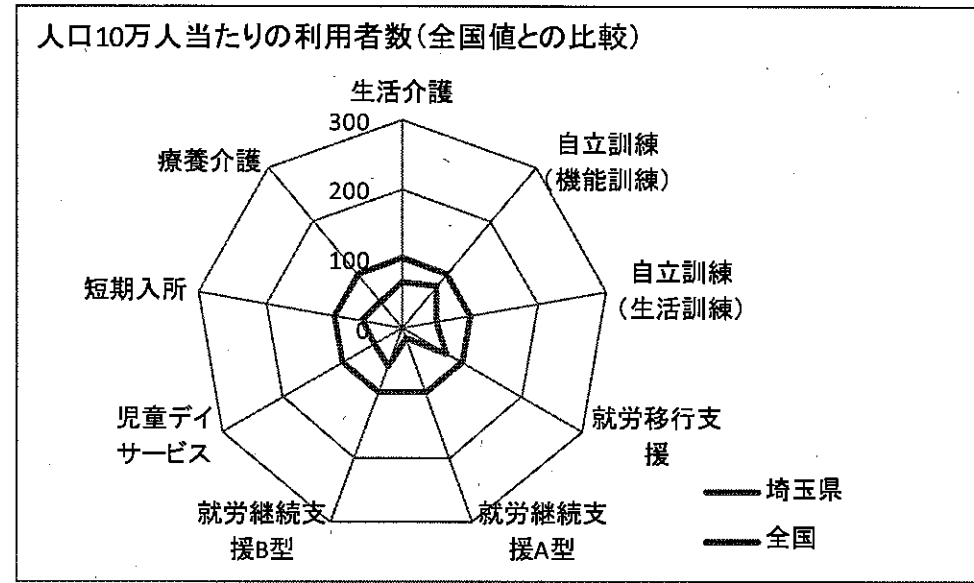 人口10万人当たりの利用者数(全国値との比較)
生活介護
300
200
100
0
自立訓練
(機能訓練)
自立訓練
(生活訓練)
就労移行支
援
就労継続支
援A型
就労継続支
援B型
児童デイ
サービス
短期入所
療養介護
埼玉県
全国